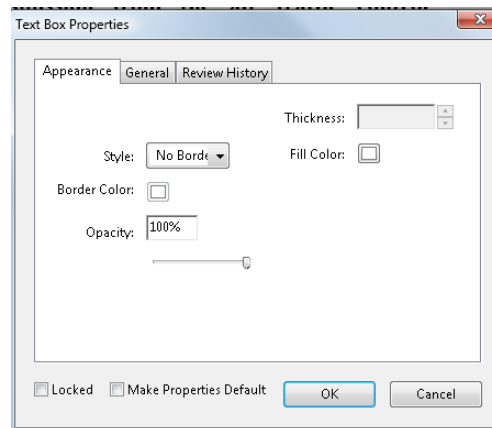 Text Box Properties
Appearance General Review History
Thickness:
Style: No Borde Fill Color:
Border Color:
Opacity: 100%
Locked Make Properties Default OK Cancel